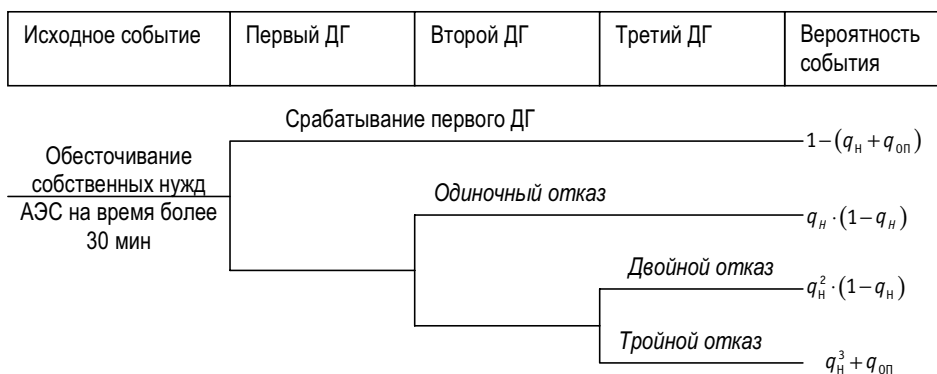 Исходное событие
Первый ДГ
Второй ДГ
Третий ДГ
Вероятность
события
Срабатывание первого ДГ
1−(qн+qоп)
Обесточивание
собственных нужд
АЭС на время более
30 мин
Одиночный отказ
qн·(1−qн)
Двойной отказ
qн²·(1−qн)
Тройной отказ
qн³+qоп